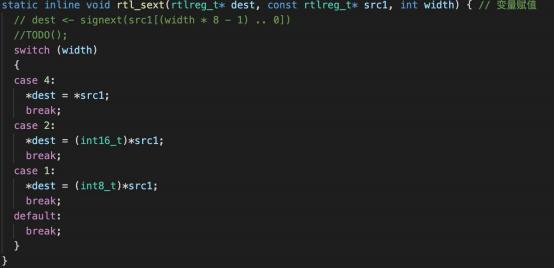 static inline void rtl_sext(rtlreg_t* dest, const rtlreg_t* src1, int width) { // 变量赋值
  // dest <- signext(src1[(width * 8 - 1) .. 0])
  //TODO();
  switch (width)
  {
  case 4:
    *dest = *src1;
    break;
  case 2:
    *dest = (int16_t)*src1;
    break;
  case 1:
    *dest = (int8_t)*src1;
    break;
  default:
    break;
  }
}